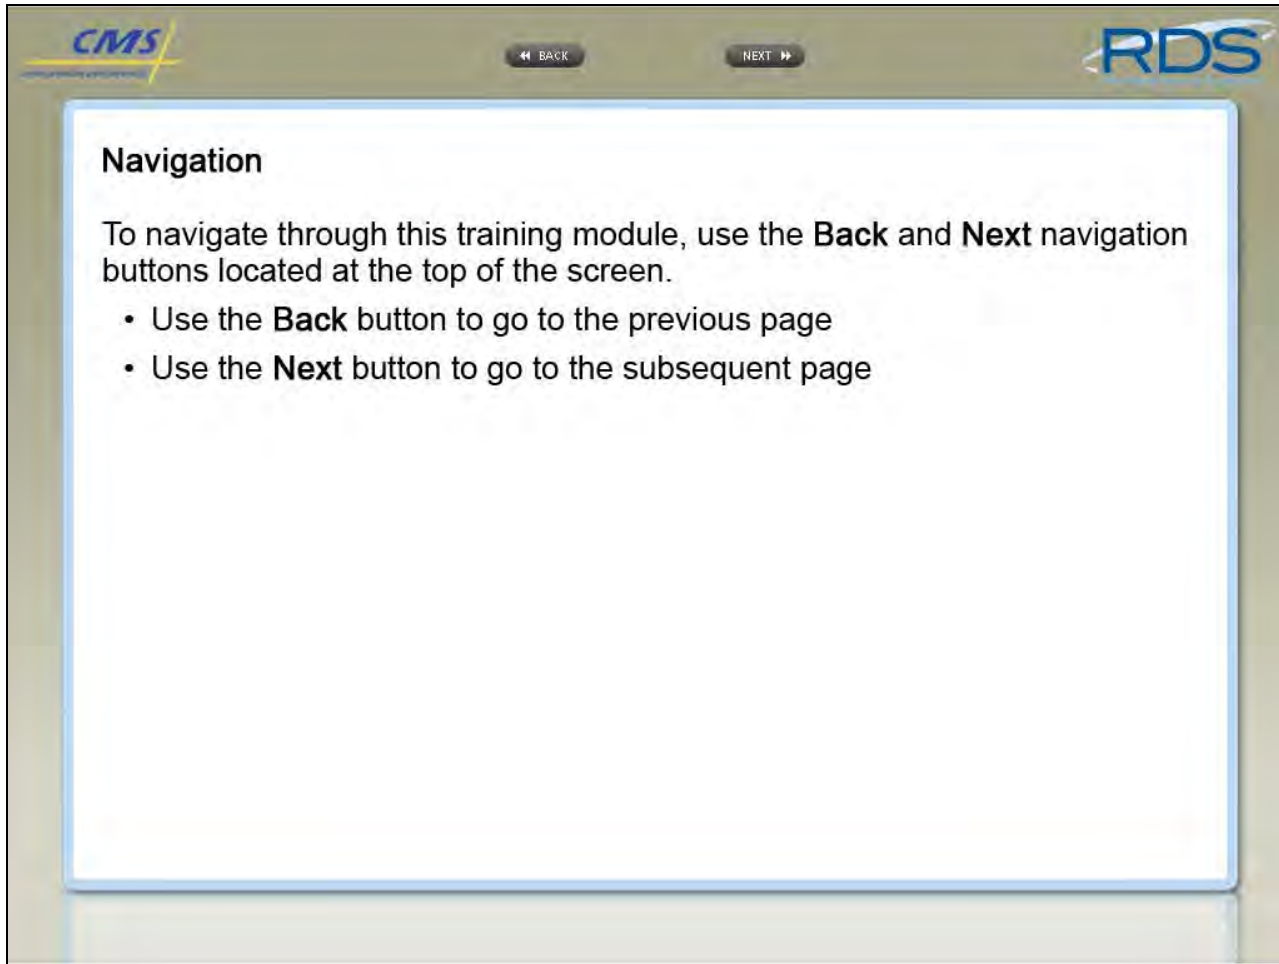 CMS
BACK
NEXT
RDS
Navigation
To navigate through this training module, use the Back and Next navigation
buttons located at the top of the screen.
• Use the Back button to go to the previous page
• Use the Next button to go to the subsequent page